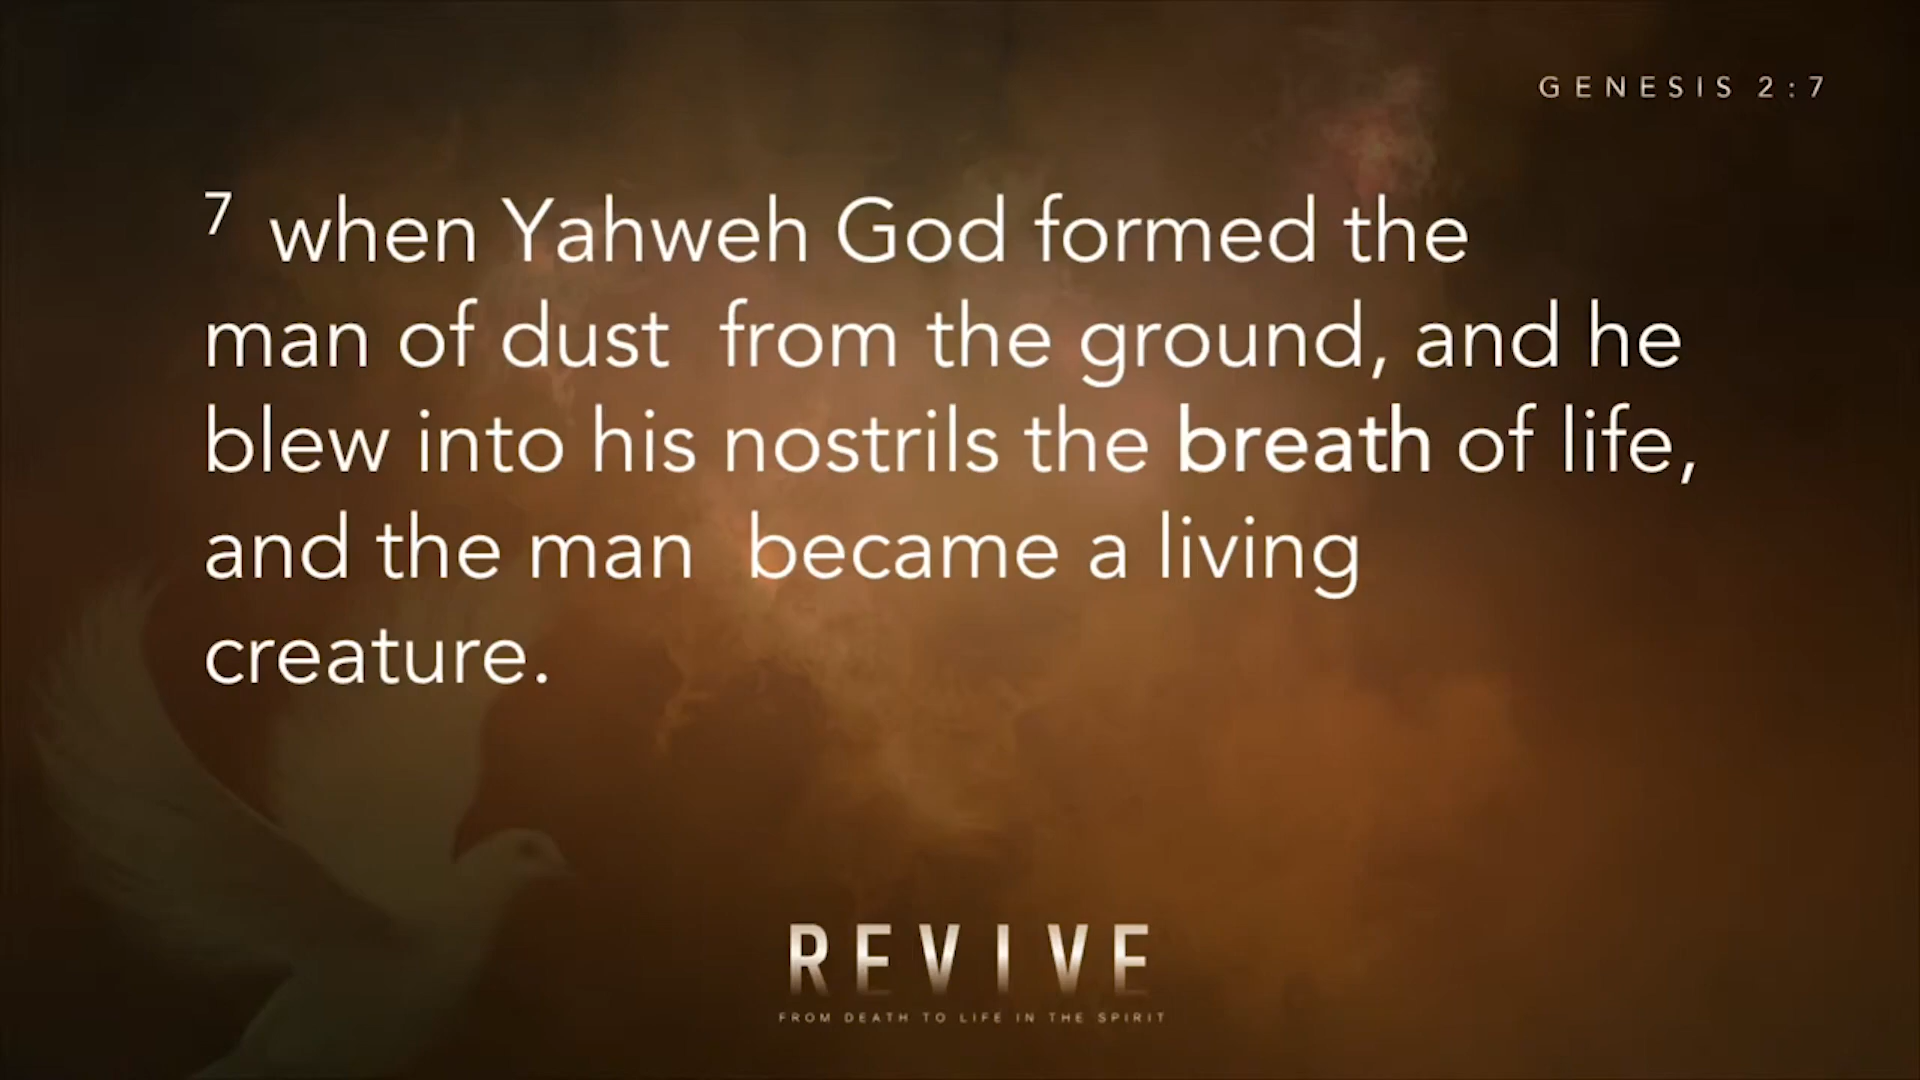 GENESIS 2:7
7 when Yahweh God formed the
man of dust from the ground, and he
blew into his nostrils the breath of life,
and the man became a living
creature.
REVIVE
FROM DEATH TO LIFE IN THE SPIRIT